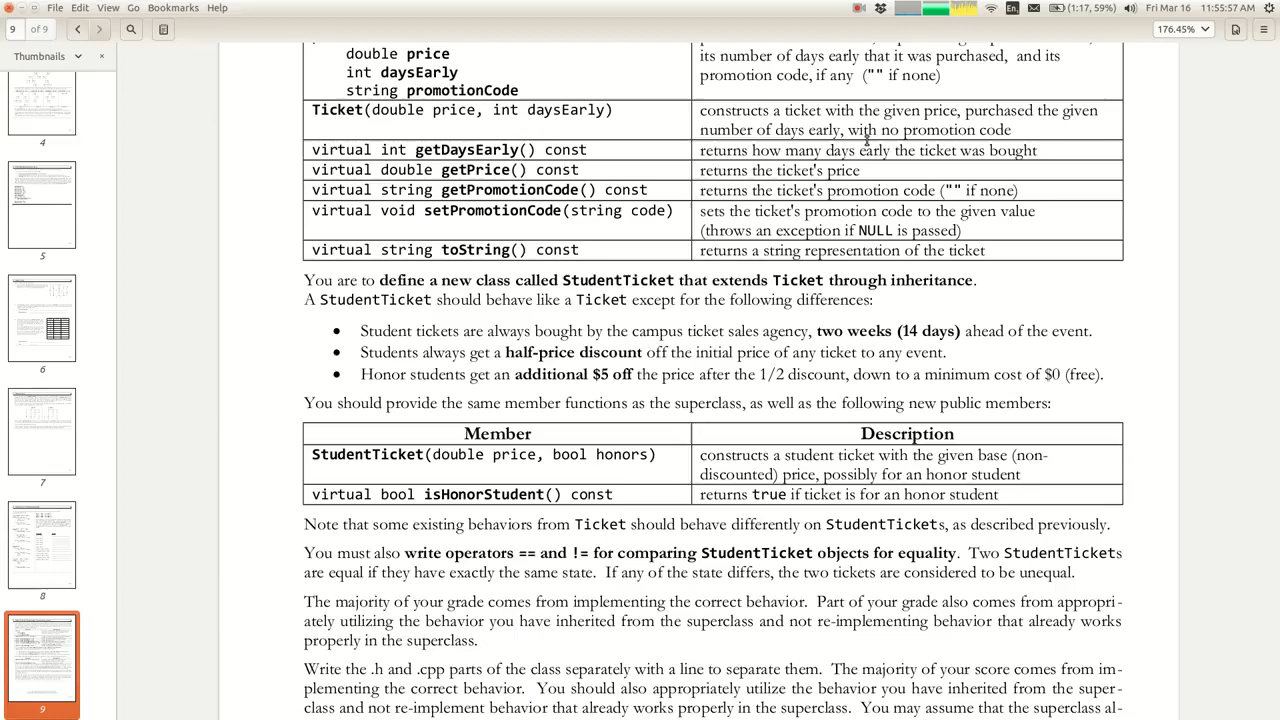 File Edit View Go Bookmarks Help
En (1:17, 59%) Fri Mar 16 11:55:57 AM
9 of 9 176.45%
Thumbnails
4
5
6
7
8
9
double price
int daysEarly
string promotionCode
its number of days early that it was purchased, and its
promotion code, if any ("" if none)
Ticket(double price, int daysEarly)
constructs a ticket with the given price, purchased the given
number of days early, with no promotion code
virtual int getDaysEarly() const
returns how many days early the ticket was bought
virtual double getPrice() const
returns the ticket's price
virtual string getPromotionCode() const
returns the ticket's promotion code ("" if none)
virtual void setPromotionCode(string code)
sets the ticket's promotion code to the given value
(throws an exception if NULL is passed)
virtual string toString() const
returns a string representation of the ticket
You are to define a new class called StudentTicket that extends Ticket through inheritance.
A StudentTicket should behave like a Ticket except for the following differences:
• Student tickets are always bought by the campus ticket sales agency, two weeks (14 days) ahead of the event.
• Students always get a half-price discount off the initial price of any ticket to any event.
• Honor students get an additional $5 off the price after the 1/2 discount, down to a minimum cost of $0 (free).
You should provide the same member functions as the superclass, as well as the following new public members:
Member Description
StudentTicket(double price, bool honors)
constructs a student ticket with the given base (non-
discounted) price, possibly for an honor student
virtual bool isHonorStudent() const
returns true if ticket is for an honor student
Note that some existing behaviors from Ticket should behave differently on StudentTickets, as described previously.
You must also write operators == and != for comparing StudentTicket objects for equality. Two StudentTickets
are equal if they have exactly the same state. If any of the state differs, the two tickets are considered to be unequal.
The majority of your grade comes from implementing the correct behavior. Part of your grade also comes from appropri-
ately utilizing the behavior you have inherited from the superclass and not re-implementing behavior that already works
properly in the superclass.
Write the .h and .cpp parts of the class separately with a line between them. The majority of your score comes from im-
plementing the correct behavior. You should also appropriately utilize the behavior you have inherited from the super-
class and not re-implement behavior that already works properly in the superclass. You may assume that the superclass al-